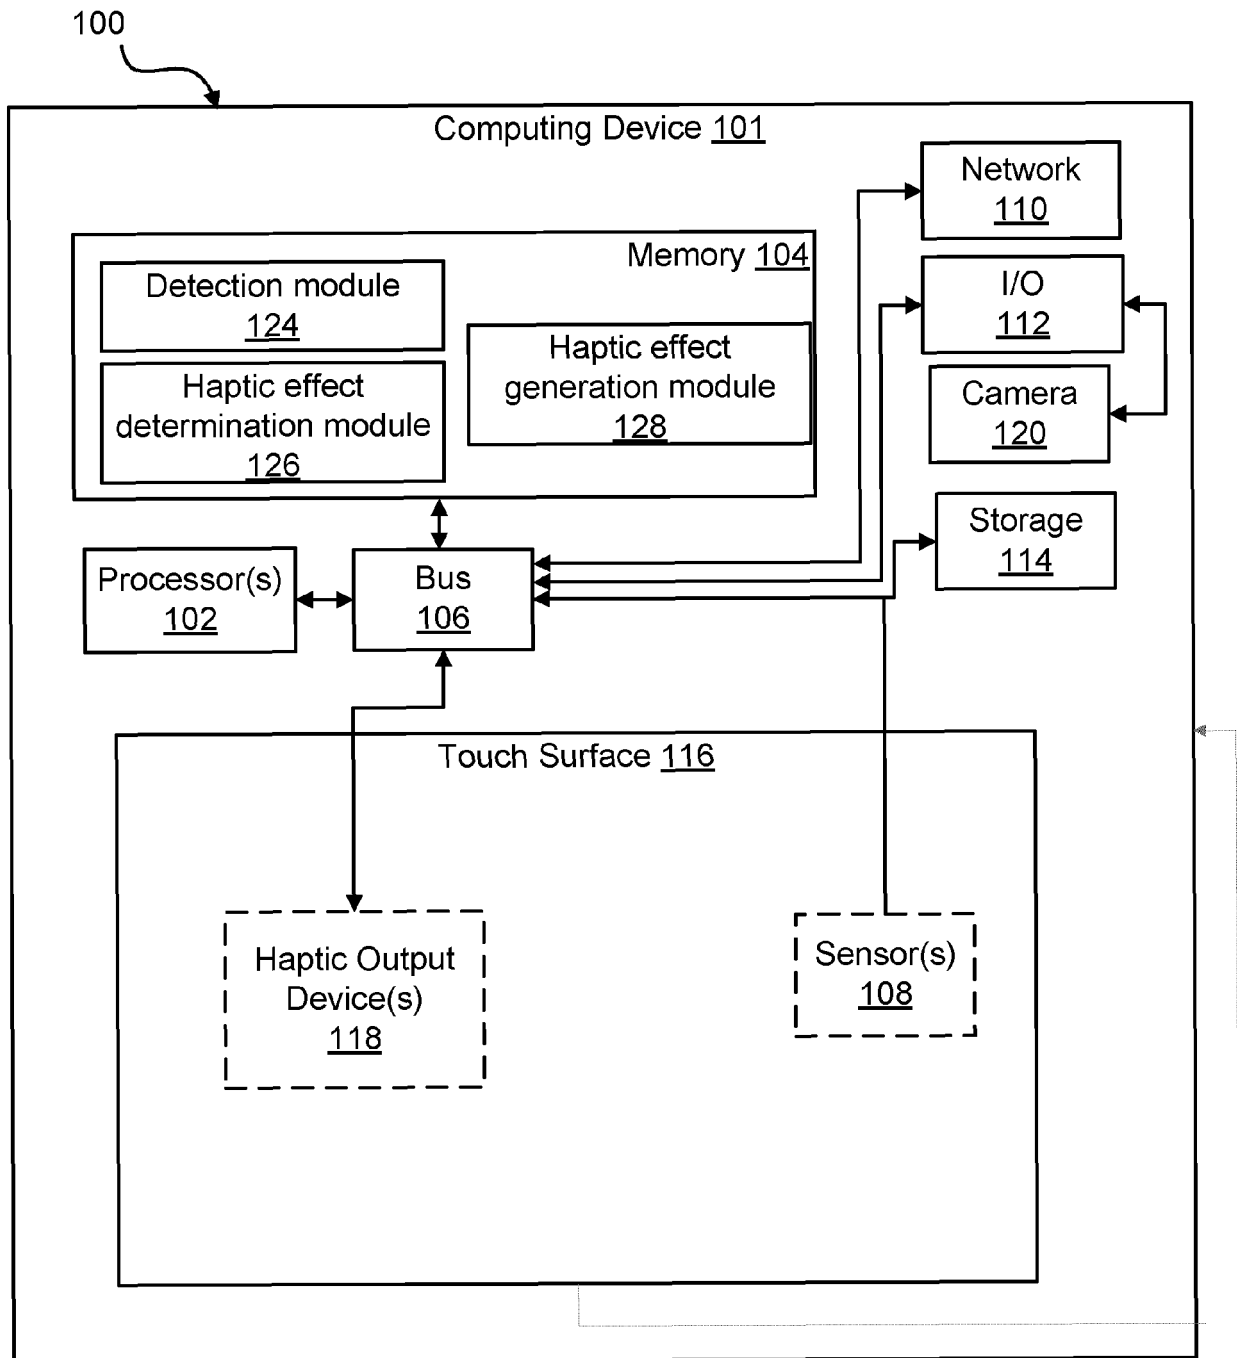 100
Computing Device 101
Network
110
Memory 104
Detection module
124
I/O
112
Haptic effect
generation module
128
Haptic effect
determination module
126
Camera
120
Storage
114
Processor(s)
102
Bus
106
Touch Surface 116
Haptic Output
Device(s)
118
Sensor(s)
108